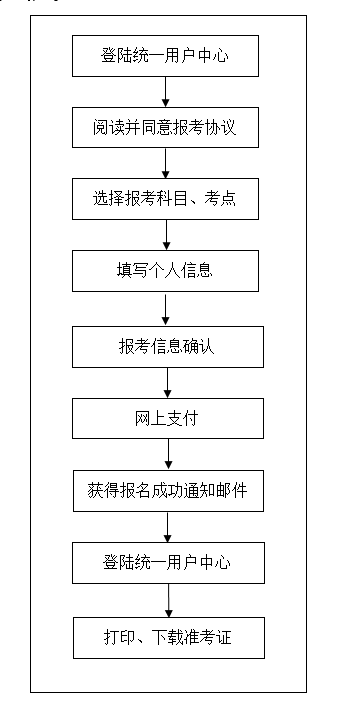 登陆统一用户中心
阅读并同意报考协议
选择报考科目、考点
填写个人信息
报考信息确认
网上支付
获得报名成功通知邮件
登陆统一用户中心
打印、下载准考证